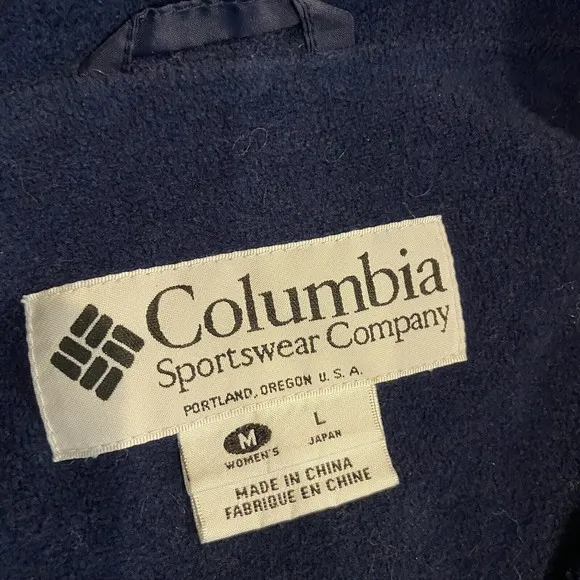 Columbia
Sportswear Company
PORTLAND, OREGON U.S.A.
M L
WOMEN'S JAPAN
MADE IN CHINA
FABRIQUE EN CHINE